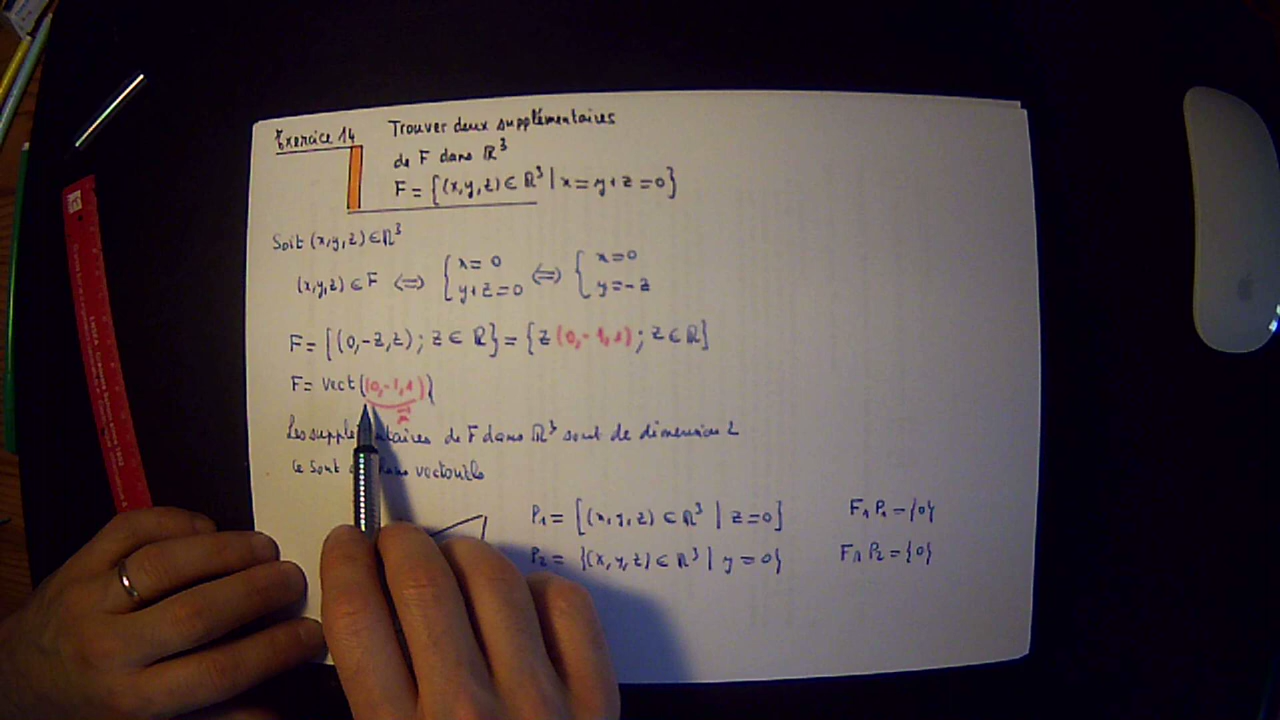 Exercice 14
Trouver deux supplémentaires
de F dans ℝ³
F = {(x,y,z) ∈ ℝ³ | x = y+z = 0}
Soit (x,y,z) ∈ ℝ³
(x,y,z) ∈ F ⟺ { x = 0 ⟺ { x = 0
y+z = 0 y = -z
F = {(0,-z,z) ; z ∈ ℝ} = {z (0,-1,1) ; z ∈ ℝ}
F = Vect((0,-1,1))
Les supplémentaires de F dans ℝ³ sont de dimension 2
Ce sont vectoriels
P₁ = {(x,y,z) ∈ ℝ³ | z = 0} F∩P₁ = {0}
P₂ = {(x,y,z) ∈ ℝ³ | y = 0} F∩P₂ = {0}